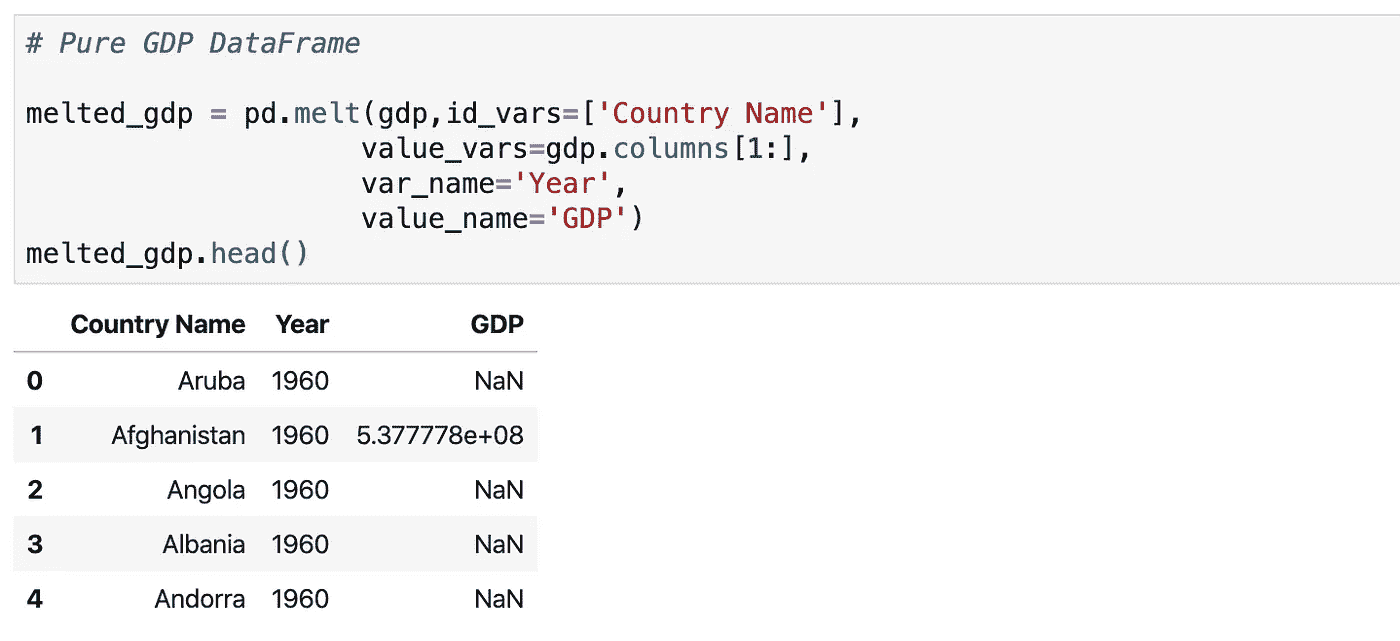 # Pure GDP DataFrame
melted_gdp = pd.melt(gdp,id_vars=['Country Name'],
value_vars=gdp.columns[1:],
var_name='Year',
value_name='GDP')
melted_gdp.head()
Country Name Year GDP
0 Aruba 1960 NaN
1 Afghanistan 1960 5.377778e+08
2 Angola 1960 NaN
3 Albania 1960 NaN
4 Andorra 1960 NaN